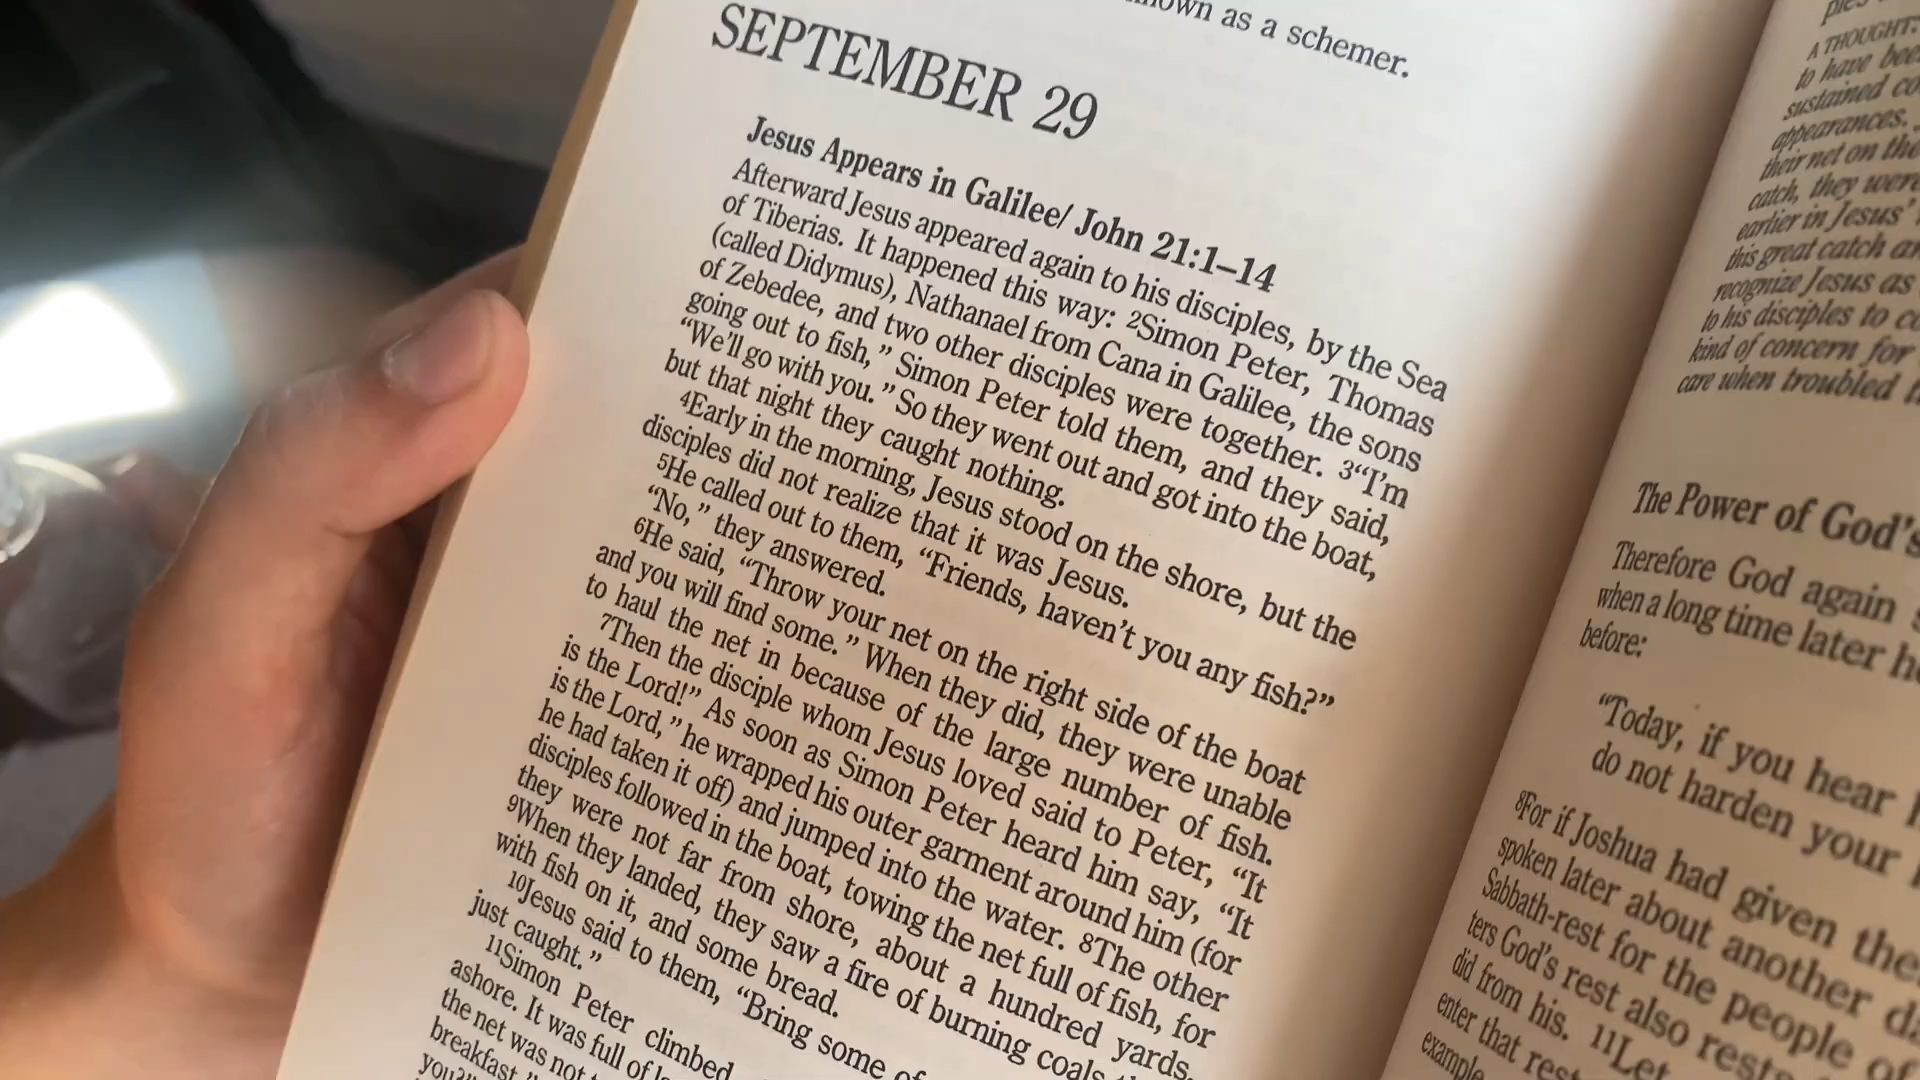 known as a schemer.
SEPTEMBER 29
Jesus Appears in Galilee/ John 21:1–14
Afterward Jesus appeared again to his disciples, by the Sea
of Tiberias. It happened this way: ²Simon Peter, Thomas
(called Didymus), Nathanael from Cana in Galilee, the sons
of Zebedee, and two other disciples were together. ³“I’m
going out to fish,” Simon Peter told them, and they said,
“We’ll go with you.” So they went out and got into the boat,
but that night they caught nothing.
⁴Early in the morning, Jesus stood on the shore, but the
disciples did not realize that it was Jesus.
⁵He called out to them, “Friends, haven’t you any fish?”
“No,” they answered.
⁶He said, “Throw your net on the right side of the boat
and you will find some.” When they did, they were unable
to haul the net in because of the large number of fish.
⁷Then the disciple whom Jesus loved said to Peter, “It
is the Lord!” As soon as Simon Peter heard him say, “It
is the Lord,” he wrapped his outer garment around him (for
he had taken it off) and jumped into the water. ⁸The other
disciples followed in the boat, towing the net full of fish, for
they were not far from shore, about a hundred yards.
⁹When they landed, they saw a fire of burning coals
with fish on it, and some bread.
¹⁰Jesus said to them, “Bring some of
just caught.”
¹¹Simon Peter climbed
ashore. It was full of
the net was not
breakfast.”
you?”
A THOUGHT:
to have
sustained
appearances.
their net on the
catch, they were
earlier in Jesus’
this great catch
recognize Jesus as
to his disciples to
kind of concern for
care when troubled
The Power of God’s
Therefore God again
when a long time later
before:
“Today, if you hear
do not harden your
⁸For if Joshua had given
spoken later about another
Sabbath-rest for the people of
ters God’s rest also rests
did from his. ¹¹Let
enter that rest
example